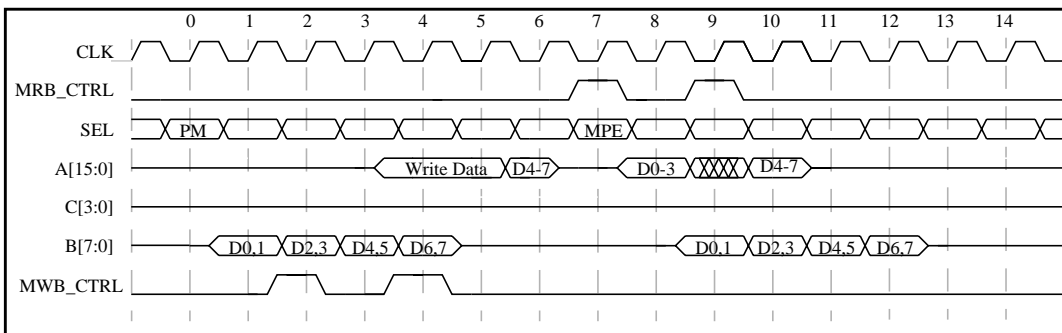 0 1 2 3 4 5 6 7 8 9 10 11 12 13 14
CLK
MRB_CTRL
SEL PM MPE
A[15:0] Write Data D4-7 D0-3 D4-7
C[3:0]
B[7:0] D0,1 D2,3 D4,5 D6,7 D0,1 D2,3 D4,5 D6,7
MWB_CTRL